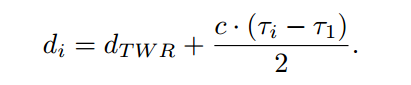 $d_i = d_{TWR} + \frac{c \cdot (\tau_i - \tau_1)}{2}.$